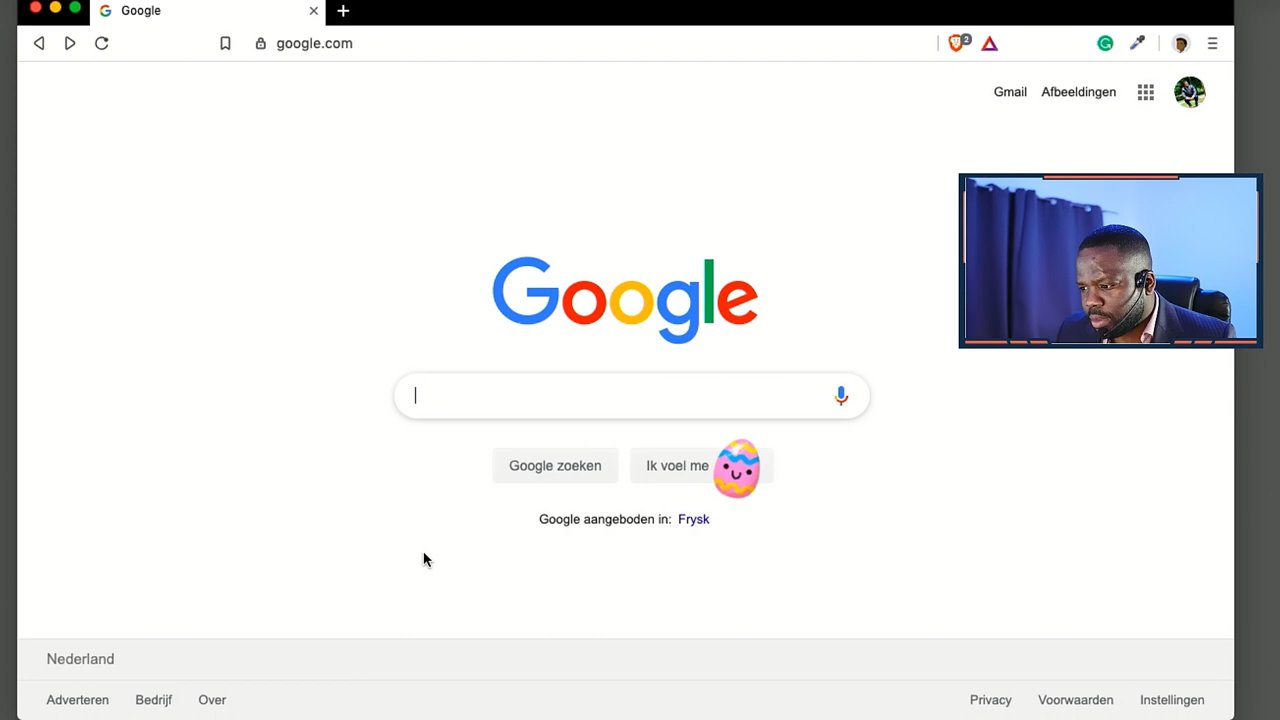 Google
google.com
2
Gmail Afbeeldingen
Google
Google zoeken Ik voel me
Google aangeboden in: Frysk
Nederland
Adverteren Bedrijf Over Privacy Voorwaarden Instellingen